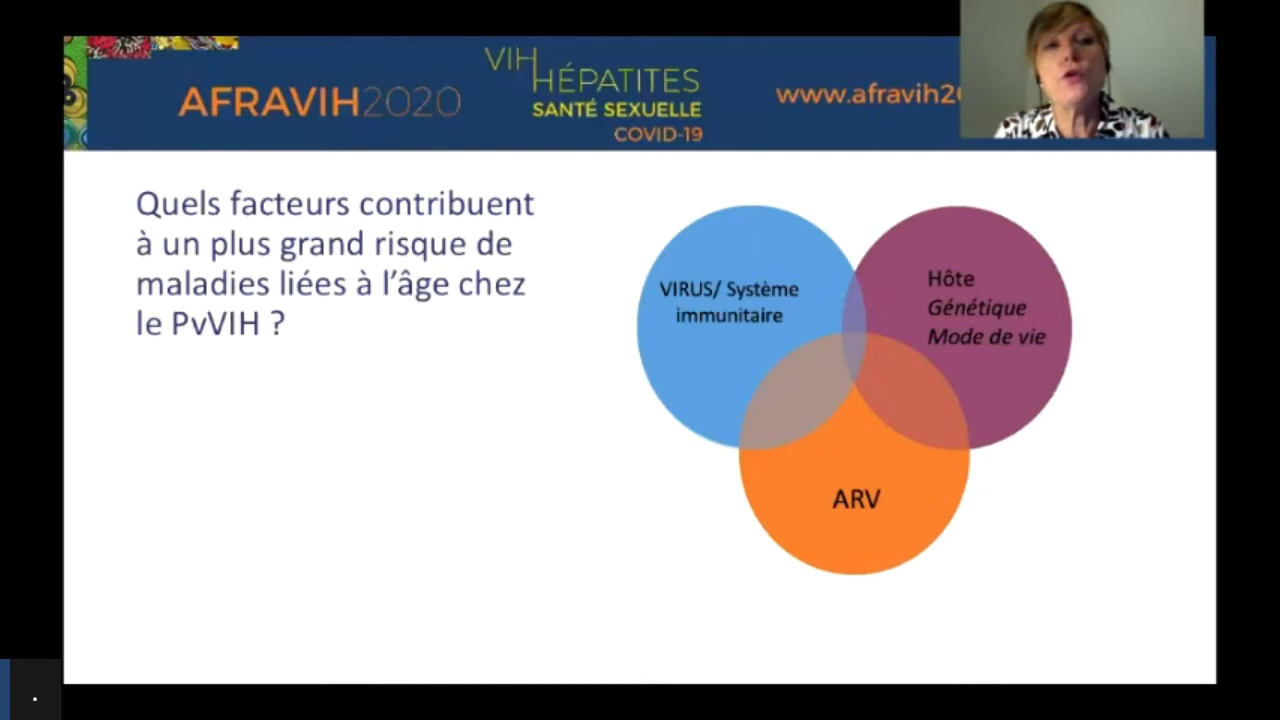 AFRAVIH2020
VIH
HÉPATITES
SANTÉ SEXUELLE
COVID-19
www.afravih2
Quels facteurs contribuent
à un plus grand risque de
maladies liées à l’âge chez
le PvVIH ?
VIRUS/ Système
immunitaire
Hôte
Génétique
Mode de vie
ARV